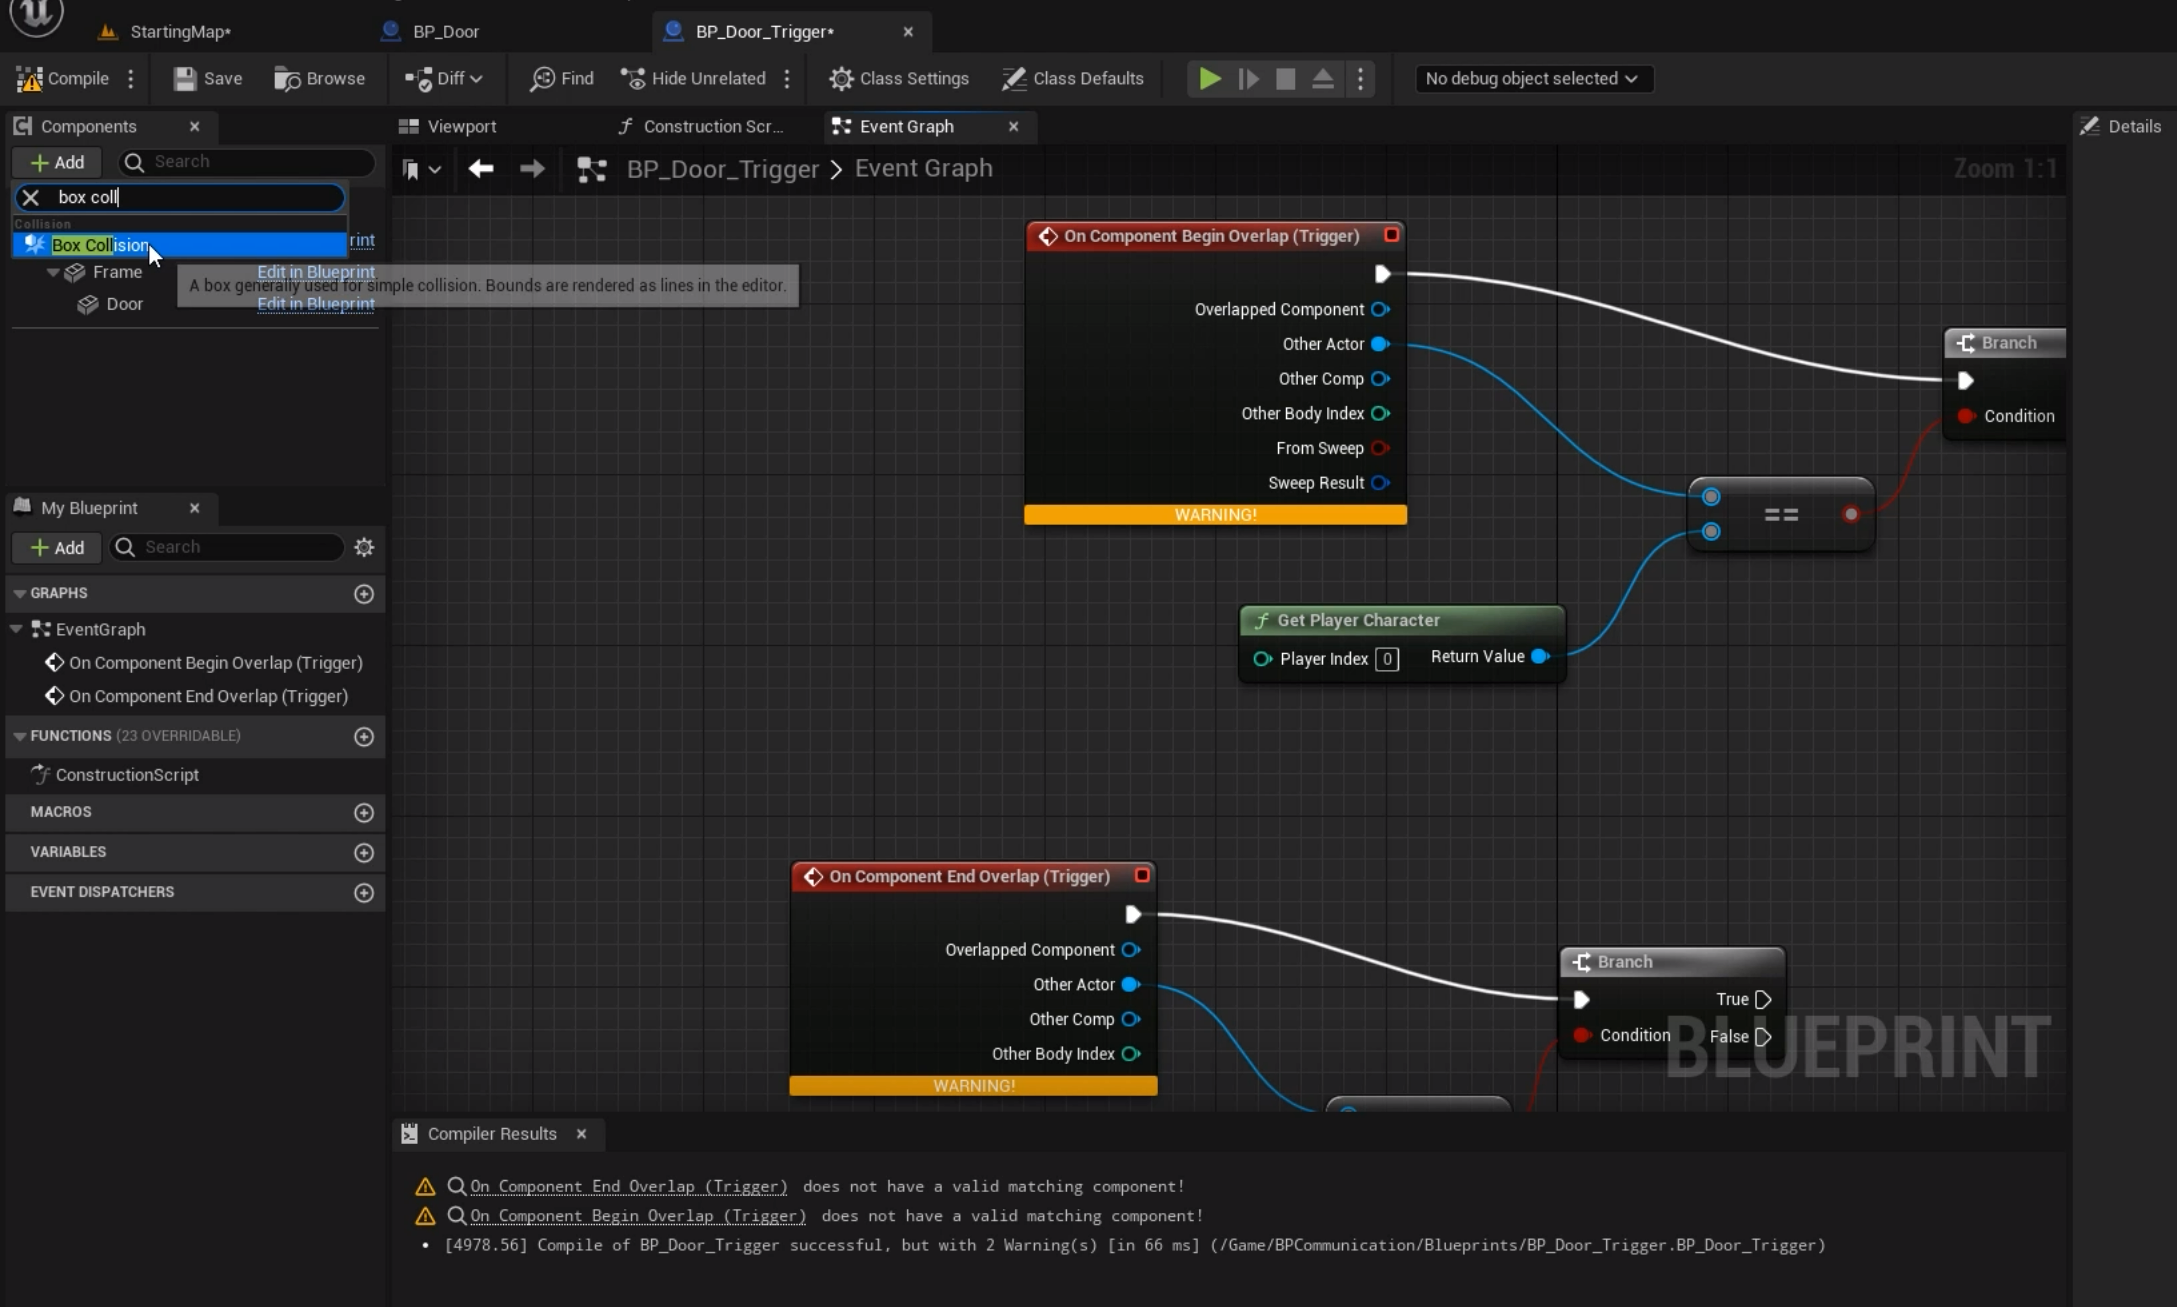 StartingMap*
BP_Door
BP_Door_Trigger*
Compile
Save
Browse
Diff
Find
Hide Unrelated
Class Settings
Class Defaults
No debug object selected
Components
Viewport
Construction Scr...
Event Graph
Details
Add
Search
BP_Door_Trigger > Event Graph
Zoom 1:1
box coll
Collision
Box Collision
rint
Frame
Edit in Blueprint
A box generally used for simple collision. Bounds are rendered as lines in the editor.
Door
Edit in Blueprint
On Component Begin Overlap (Trigger)
Overlapped Component
Other Actor
Other Comp
Other Body Index
From Sweep
Sweep Result
WARNING!
Branch
Condition
==
Get Player Character
Player Index 0
Return Value
My Blueprint
Add
Search
GRAPHS
EventGraph
On Component Begin Overlap (Trigger)
On Component End Overlap (Trigger)
FUNCTIONS (23 OVERRIDABLE)
ConstructionScript
MACROS
VARIABLES
EVENT DISPATCHERS
On Component End Overlap (Trigger)
Overlapped Component
Other Actor
Other Comp
Other Body Index
WARNING!
Branch
True
Condition
False
BLUEPRINT
Compiler Results
On Component End Overlap (Trigger) does not have a valid matching component!
On Component Begin Overlap (Trigger) does not have a valid matching component!
• [4978.56] Compile of BP_Door_Trigger successful, but with 2 Warning(s) [in 66 ms] (/Game/BPCommunication/Blueprints/BP_Door_Trigger.BP_Door_Trigger)